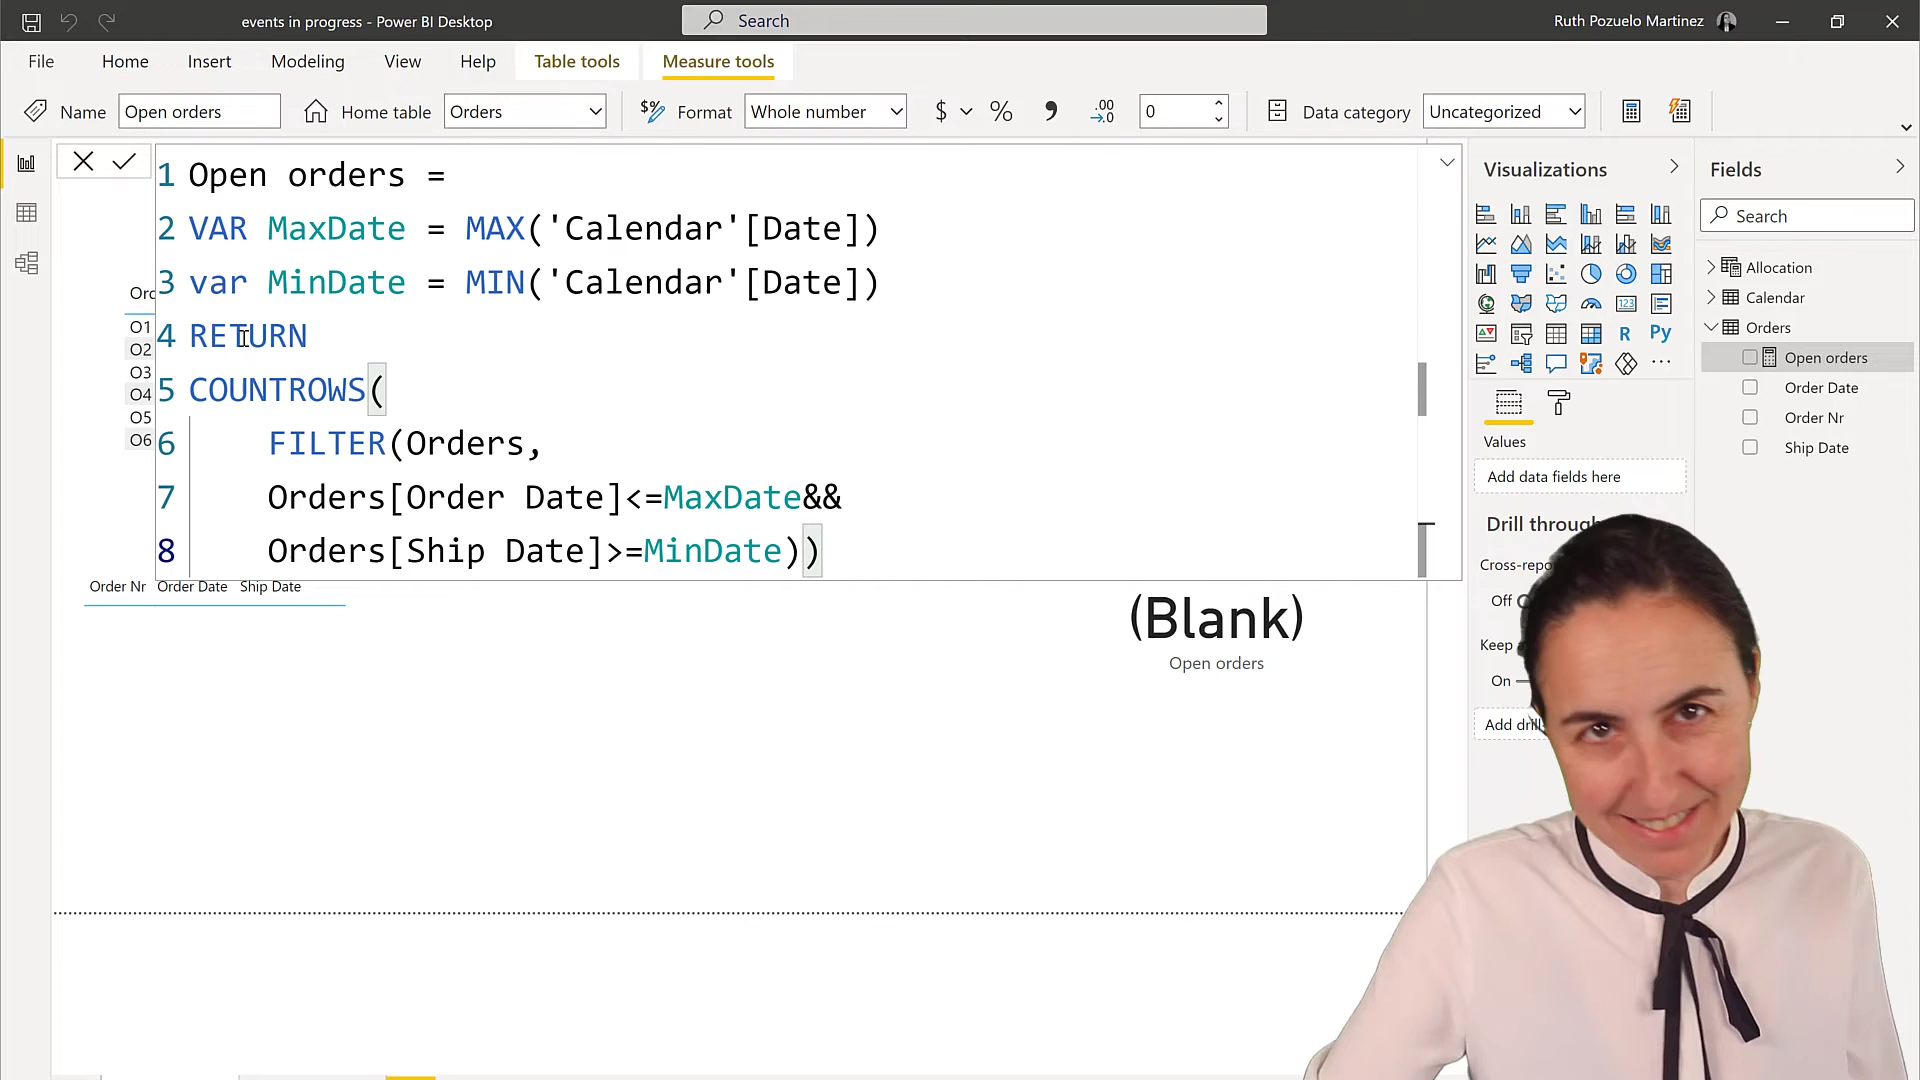 events in progress - Power BI Desktop
Search
Ruth Pozuelo Martinez
File Home Insert Modeling View Help Table tools Measure tools
Name Open orders Home table Orders Format Whole number $ % 0 Data category Uncategorized
1 Open orders =
2 VAR MaxDate = MAX('Calendar'[Date])
3 var MinDate = MIN('Calendar'[Date])
4 RETURN
5 COUNTROWS(
6 FILTER(Orders,
7 Orders[Order Date]<=MaxDate&&
8 Orders[Ship Date]>=MinDate))
O1
O2
O3
O4
O5
O6
Order Nr Order Date Ship Date
(Blank)
Open orders
Visualizations
R Py
Values
Add data fields here
Drill
Off
Keep
On
Add
Fields
Search
Allocation
Calendar
Orders
Open orders
Order Date
Order Nr
Ship Date